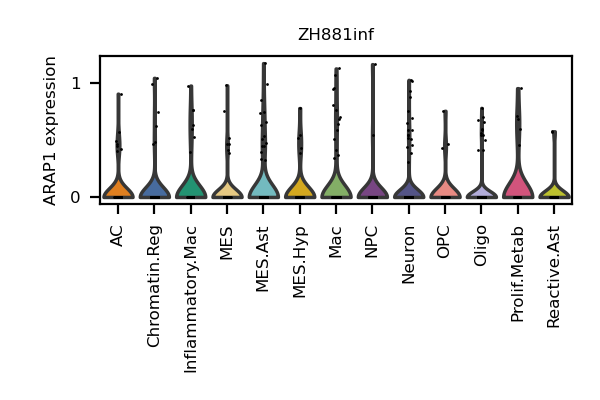 ZH881inf
ARAP1 expression
1
0
AC
Chromatin.Reg
Inflammatory.Mac
MES
MES.Ast
MES.Hyp
Mac
NPC
Neuron
OPC
Oligo
Prolif.Metab
Reactive.Ast